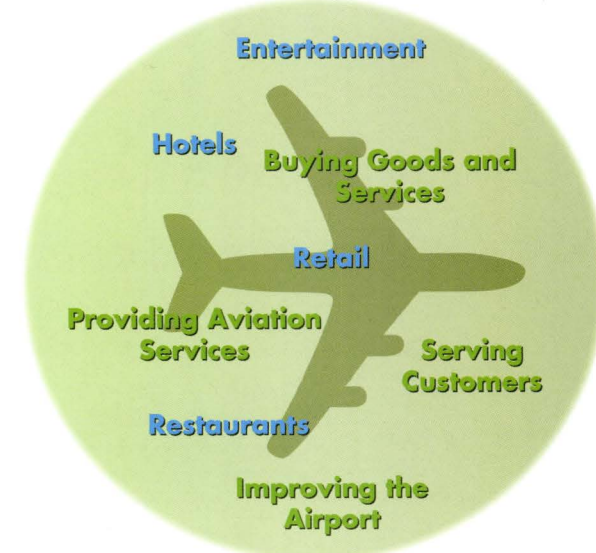 Entertainment
Hotels
Buying Goods and
Services
Retail
Providing Aviation
Services
Serving
Customers
Restaurants
Improving the
Airport